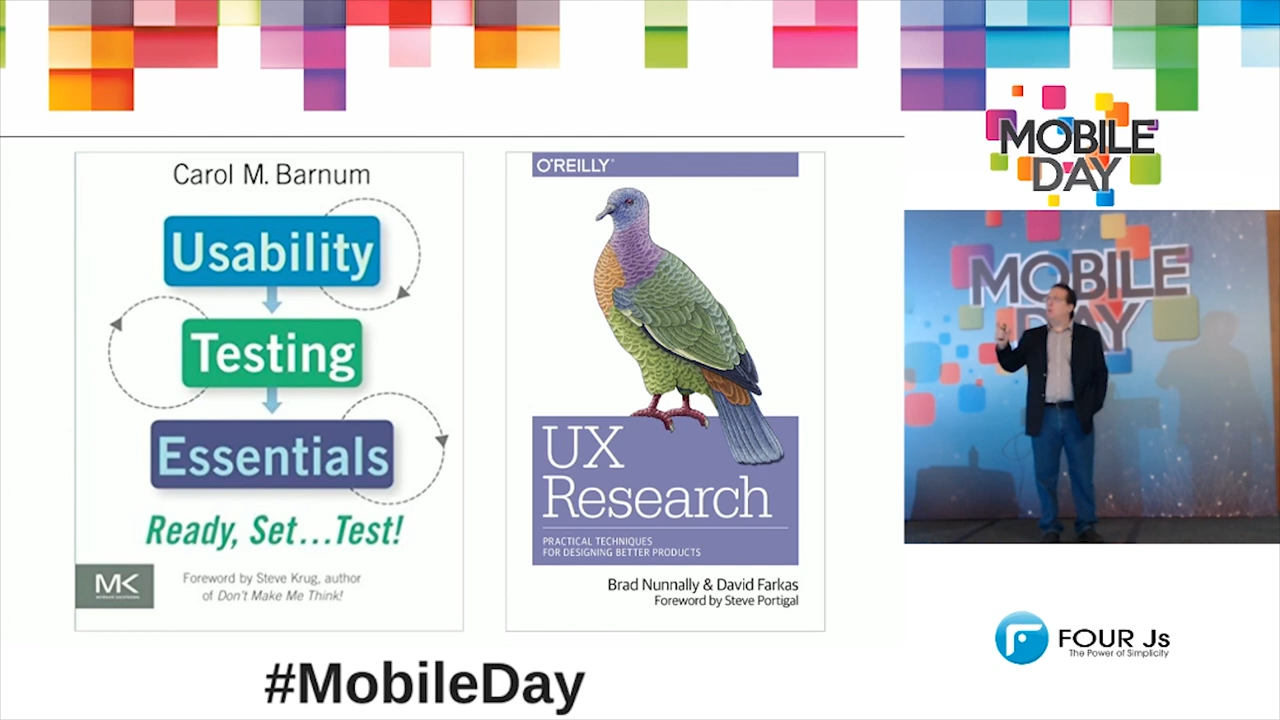 MOBILE
DAY
Carol M. Barnum
Usability
Testing
Essentials
Ready, Set...Test!
MK
Foreword by Steve Krug, author
of Don't Make Me Think!
O'REILLY®
UX
Research
PRACTICAL TECHNIQUES
FOR DESIGNING BETTER PRODUCTS
Brad Nunnally & David Farkas
Foreword by Steve Portigal
MOBILE
DAY
#MobileDay
FOUR Js
The Power of Simplicity